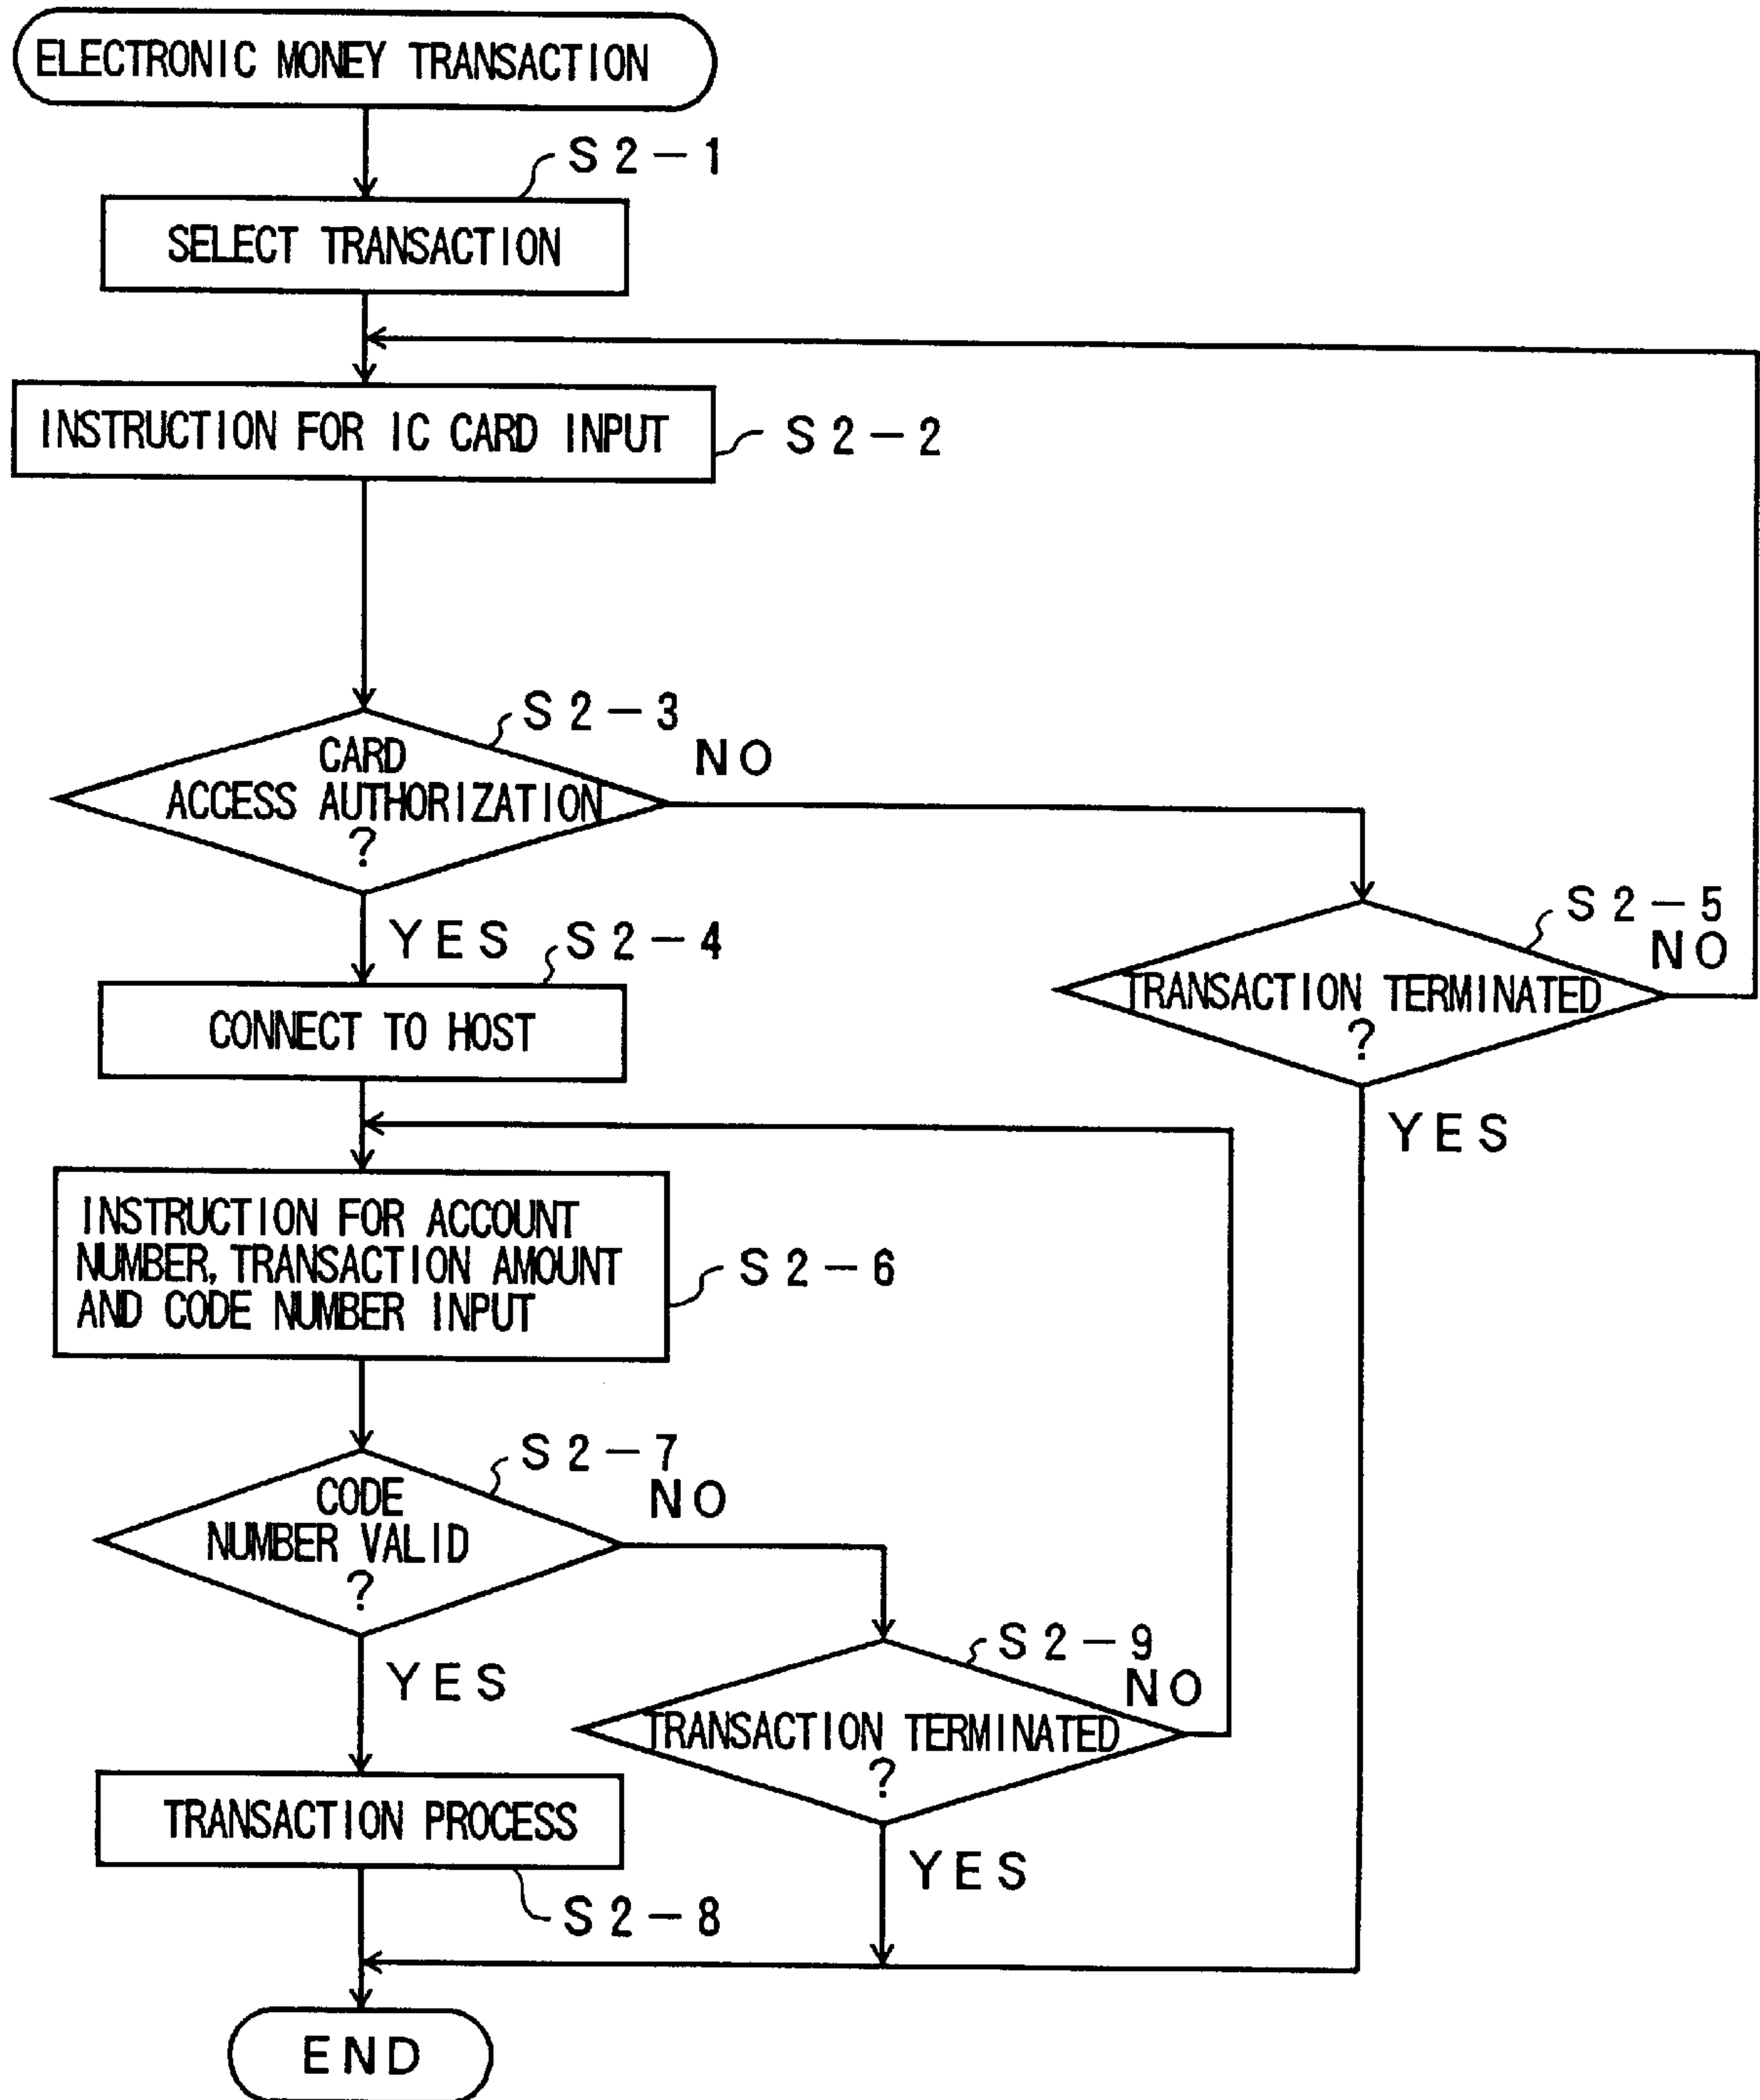 ELECTRONIC MONEY TRANSACTION
S2-1
SELECT TRANSACTION
INSTRUCTION FOR IC CARD INPUT
S2-2
S2-3
NO
CARD
ACCESS AUTHORIZATION
?
YES
S2-4
S2-5
NO
TRANSACTION TERMINATED
?
YES
CONNECT TO HOST
INSTRUCTION FOR ACCOUNT
NUMBER, TRANSACTION AMOUNT
AND CODE NUMBER INPUT
S2-6
S2-7
NO
CODE
NUMBER VALID
?
YES
S2-9
NO
TRANSACTION TERMINATED
?
YES
TRANSACTION PROCESS
S2-8
END